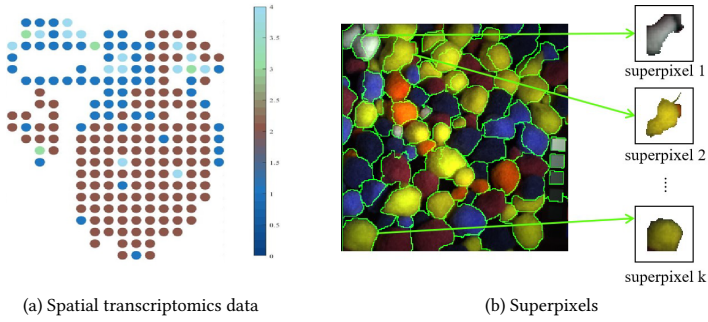 4
3.5
3
2.5
2
1.5
1
0.5
0
superpixel 1
superpixel 2
⋮
superpixel k
(a) Spatial transcriptomics data
(b) Superpixels